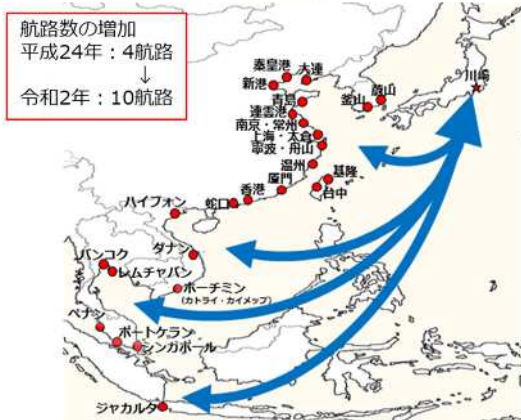 航路数の増加
平成24年：4航路
↓
令和2年：10航路
秦皇港
大連
新港
川崎
青島
釜山
蔚山
連雲港
南京・常州
上海・太倉
寧波・舟山
温州
厦門
基隆
香港
台中
蛇口
ハイフォン
ダナン
バンコク
レムチャバン
ホーチミン
(カトライ・カイメップ)
ペナン
ポートケラン
シンガポール
ジャカルタ